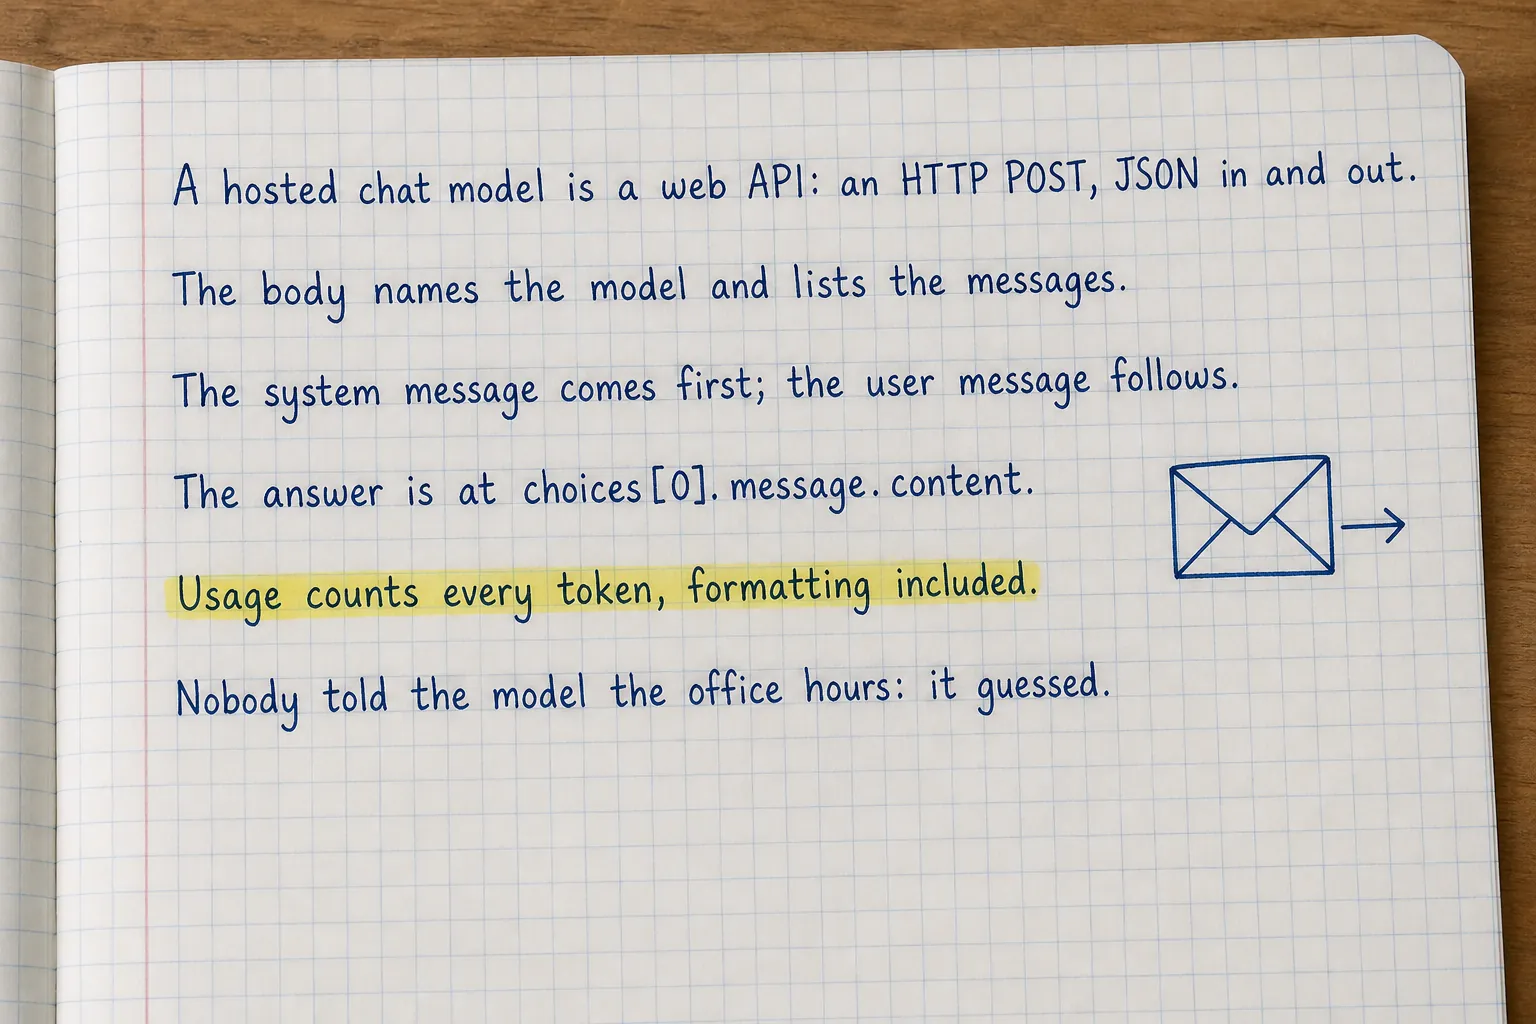 A hosted chat model is a web API: an HTTP POST, JSON in and out.
The body names the model and lists the messages.
The system message comes first; the user message follows.
The answer is at choices[0].message.content.
Usage counts every token, formatting included.
Nobody told the model the office hours: it guessed.